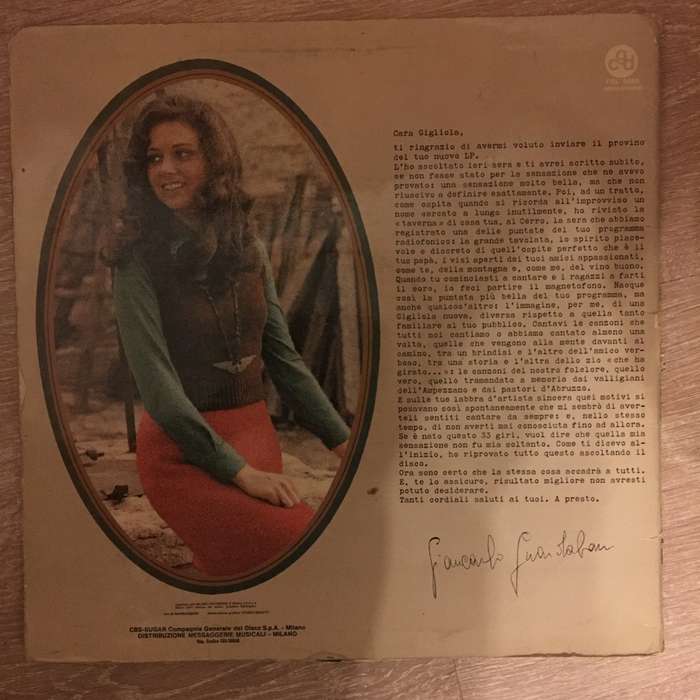 Cara Gigliola,
ti ringrazio di avermi voluto inviare il provino
del tuo nuovo LP.
L'ho ascoltato ieri sera e ti avrei scritto subito,
se non fosse stato per la sensazione che ne avevo
provato: una sensazione molto bella, ma che non
riuscivo a definire esattamente. Poi, ad un tratto,
come capita quando si ricorda all'improvviso un
nome cercato a lungo inutilmente, ho rivisto la
«taverna» di casa tua, al Cerro, la sera che abbiamo
registrato una delle puntate del tuo programma
radiofonico: la grande tavolata, lo spirito piace-
vole e discreto di quell'ospite perfetto che è il
tuo papà, i visi aperti dei tuoi amici appassionati,
come te, della montagna e, come me, del vino buono.
Quando tu cominciasti a cantare e i ragazzi a farti
il coro, io feci partire il magnetofono. Nacque
così la puntata più bella del tuo programma, ma
anche qualcos'altro: l'immagine, per me, di una
Gigliola nuova, diversa rispetto a quella tanto
familiare al tuo pubblico. Cantavi le canzoni che
tutti noi cantiamo o abbiamo cantato almeno una
volta, quelle che vengono alla mente davanti al
camino, tra un brindisi e l'altro dell'amico ver-
boso, tra una storia e l'altra dello zio «che ha
girato...»: le canzoni del nostro folclore, quello
vero, quello tramandato a memoria dai valligiani
dell'Ampezzano e dai pastori d'Abruzzo.
E sulle tue labbra d'artista sincera quei motivi si
posavano così spontaneamente che mi sembrò di aver-
teli sentiti cantare da sempre: e, nello stesso
tempo, di non averti mai conosciuta fino ad allora.
Se è nato questo 33 giri, vuol dire che quella mia
sensazione non fu mia soltanto. Come ti dicevo al-
l'inizio, ho riprovato tutto questo ascoltando il
disco.
Ora sono certo che la stessa cosa accadrà a tutti.
E, te lo assicuro, risultato migliore non avresti
potuto desiderare.
Tanti cordiali saluti ai tuoi. A presto.
Giancarlo Guardabassi
CBS-SUGAR Compagnia Generale del Disco S.p.A. - Milano
DISTRIBUZIONE MESSAGGERIE MUSICALI - MILANO